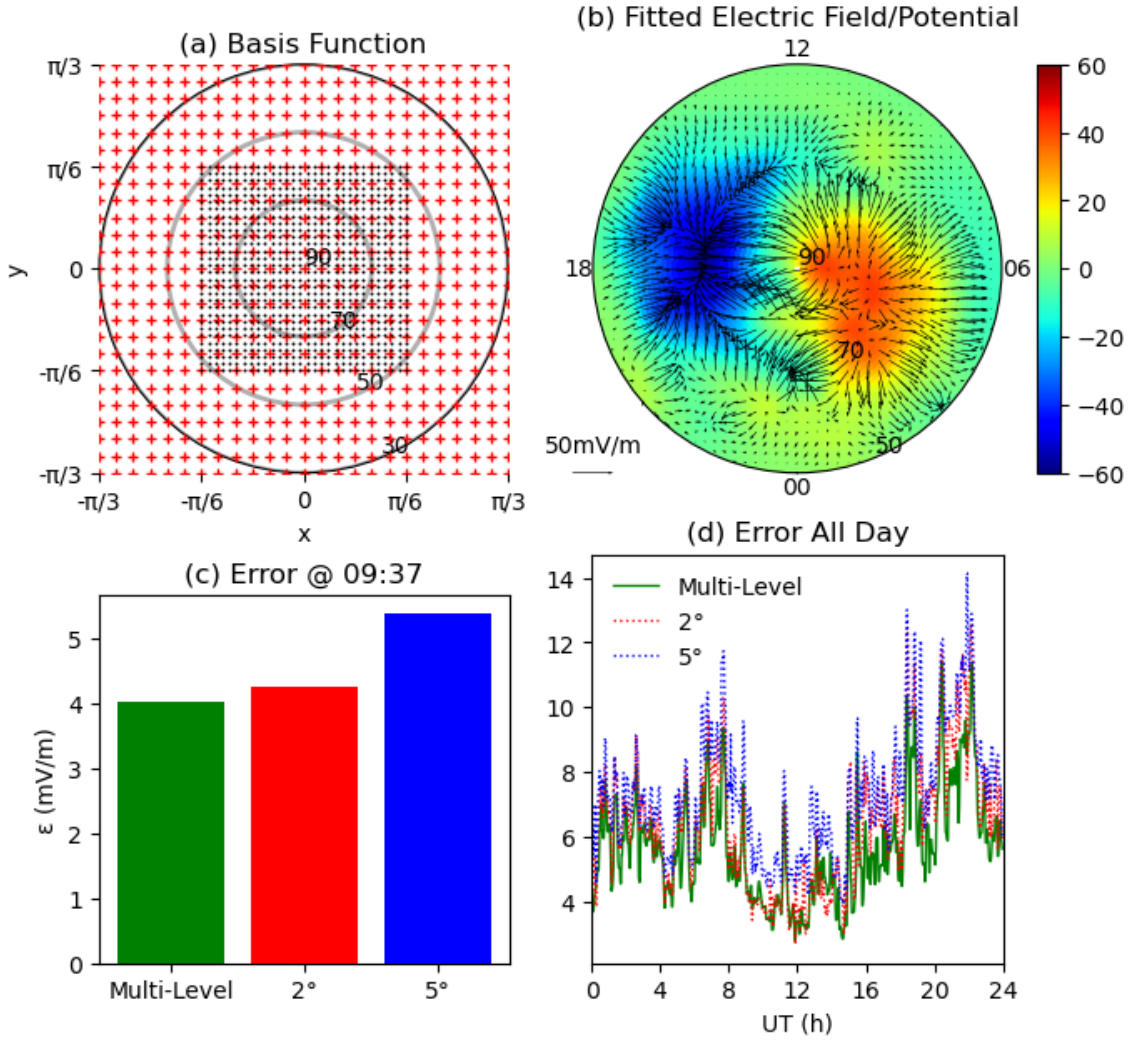 (a) Basis Function
π/3
π/6
0
-π/6
-π/3
y
90
70
50
30
-π/3
-π/6
0
π/6
π/3
x
(b) Fitted Electric Field/Potential
12
18
90
06
70
50
00
50mV/m
60
40
20
0
−20
−40
−60
(c) Error @ 09:37
ε (mV/m)
5
4
3
2
1
0
Multi-Level
2°
5°
(d) Error All Day
Multi-Level
2°
5°
14
12
10
8
6
4
0
4
8
12
16
20
24
UT (h)